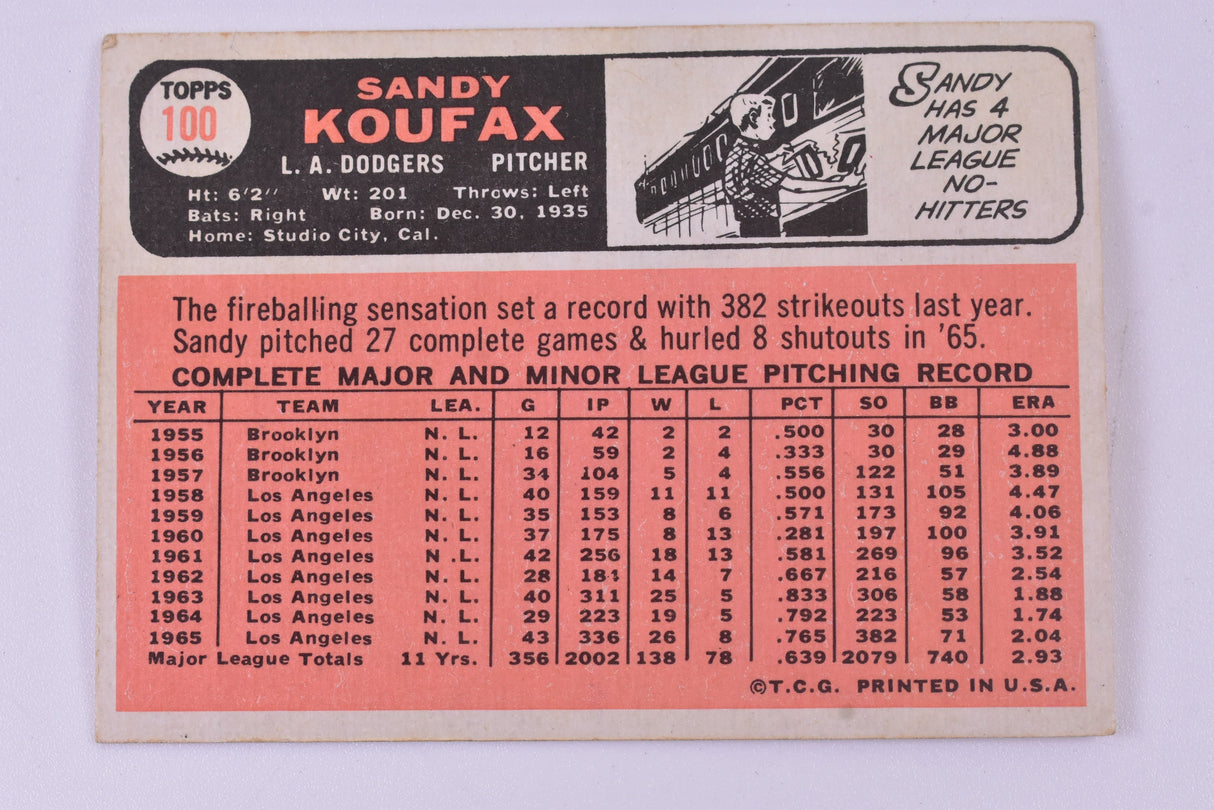 TOPPS
100
SANDY
KOUFAX
L. A. DODGERS PITCHER
Ht: 6'2" Wt: 201 Throws: Left
Bats: Right Born: Dec. 30, 1935
Home: Studio City, Cal.
SANDY
HAS 4
MAJOR
LEAGUE
NO-
HITTERS
The fireballing sensation set a record with 382 strikeouts last year.
Sandy pitched 27 complete games & hurled 8 shutouts in '65.
COMPLETE MAJOR AND MINOR LEAGUE PITCHING RECORD
YEAR TEAM LEA. G IP W L PCT SO BB ERA
1955 Brooklyn N. L. 12 42 2 2 .500 30 28 3.00
1956 Brooklyn N. L. 16 59 2 4 .333 30 29 4.88
1957 Brooklyn N. L. 34 104 5 4 .556 122 51 3.89
1958 Los Angeles N. L. 40 159 11 11 .500 131 105 4.47
1959 Los Angeles N. L. 35 153 8 6 .571 173 92 4.06
1960 Los Angeles N. L. 37 175 8 13 .281 197 100 3.91
1961 Los Angeles N .L. 42 256 18 13 .581 269 96 3.52
1962 Los Angeles N. L. 28 184 14 7 .667 216 57 2.54
1963 Los Angeles N. L. 40 311 25 5 .833 306 58 1.88
1964 Los Angeles N. L. 29 223 19 5 .792 223 53 1.74
1965 Los Angeles N. L. 43 336 26 8 .765 382 71 2.04
Major League Totals 11 Yrs. 356 2002 138 78 .639 2079 740 2.93
©T.C.G. PRINTED IN U.S.A.